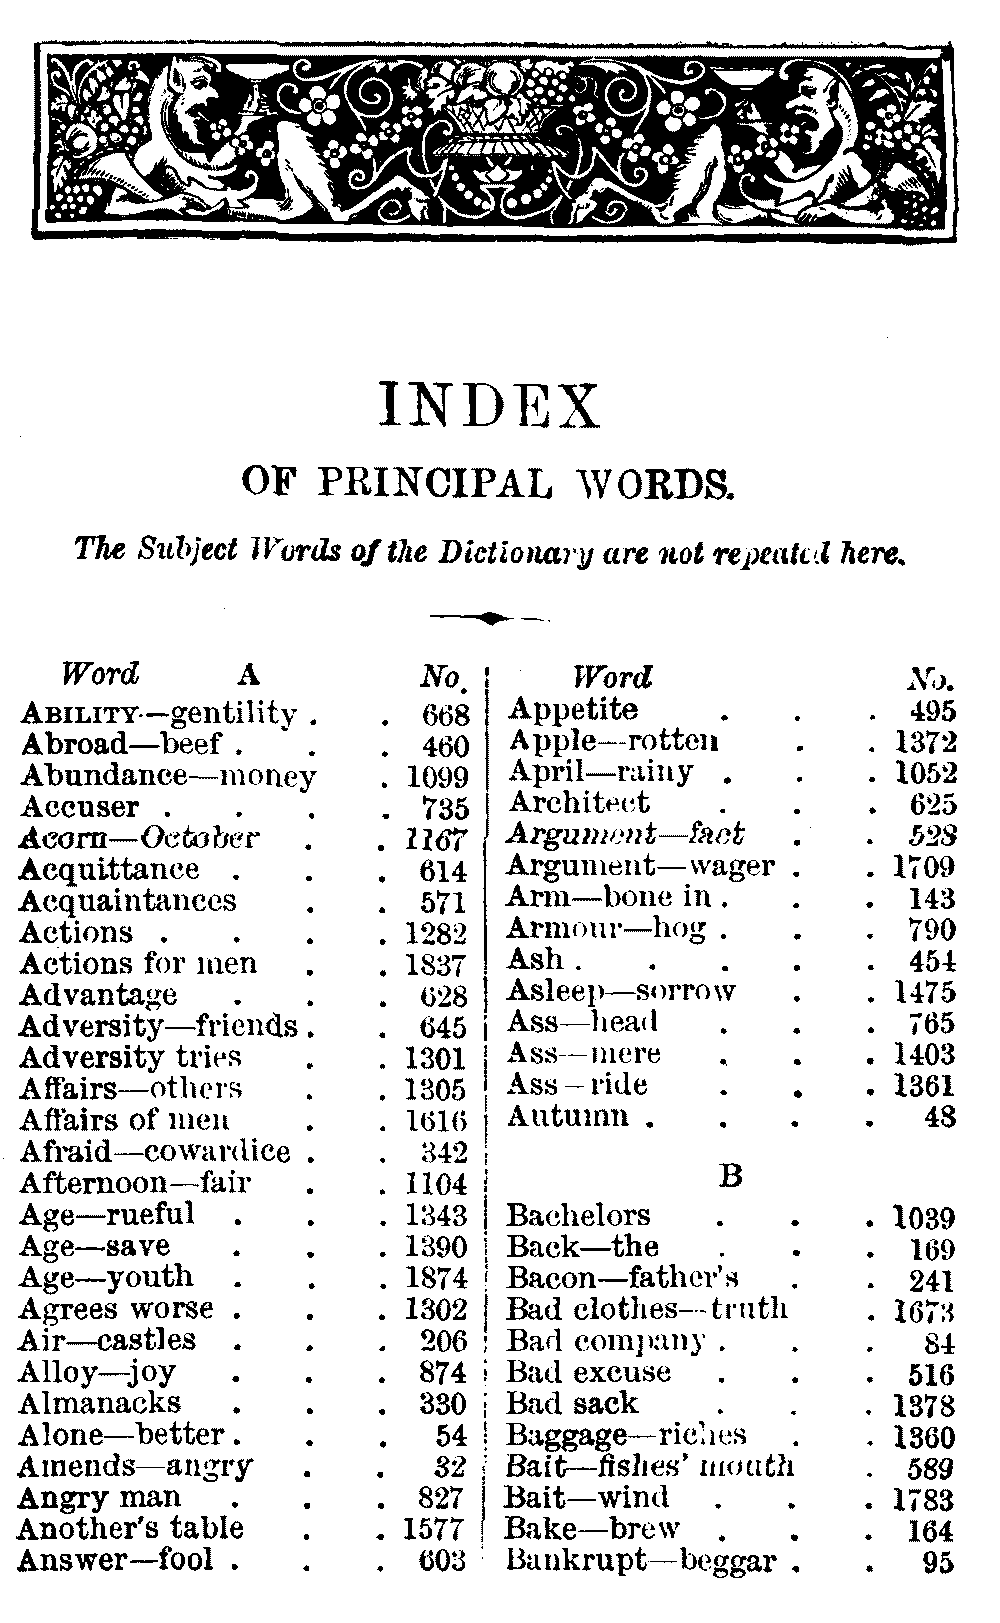 INDEX
OF PRINCIPAL WORDS.
The Subject Words of the Dictionary are not repeated here.
Word A No.
ABILITY—gentility . . 668
Abroad—beef . . . 460
Abundance—money . 1099
Accuser . . . . 735
Acorn—October . . 1167
Acquittance . . . 614
Acquaintances . . 571
Actions . . . . 1282
Actions for men . . 1837
Advantage . . . 628
Adversity—friends . . 645
Adversity tries . . 1301
Affairs—others . . 1305
Affairs of men . . 1616
Afraid—cowardice . . 342
Afternoon—fair . . 1104
Age—rueful . . . 1343
Age—save . . . 1390
Age—youth . . . 1874
Agrees worse . . . 1302
Air—castles . . . 206
Alloy—joy . . . 874
Almanacks . . . 330
Alone—better . . . 54
Amends—angry . . 32
Angry man . . . 827
Another's table . . 1577
Answer—fool . . . 603
Word No.
Appetite . . . 495
Apple—rotten . . 1372
April—rainy . . . 1052
Architect . . . 625
Argument—fact . . 528
Argument—wager . . 1709
Arm—bone in . . . 143
Armour—hog . . . 790
Ash . . . . . 454
Asleep—sorrow . . 1475
Ass—head . . . 765
Ass—mere . . . 1403
Ass—ride . . . 1361
Autumn . . . . 48
B
Bachelors . . . 1039
Back—the . . . 169
Bacon—father's . . 241
Bad clothes—truth . 1673
Bad company . . . 84
Bad excuse . . . 516
Bad sack . . . 1378
Baggage—riches . . 1360
Bait—fishes' mouth . 589
Bait—wind . . . 1783
Bake—brew . . . 164
Bankrupt—beggar . . 95